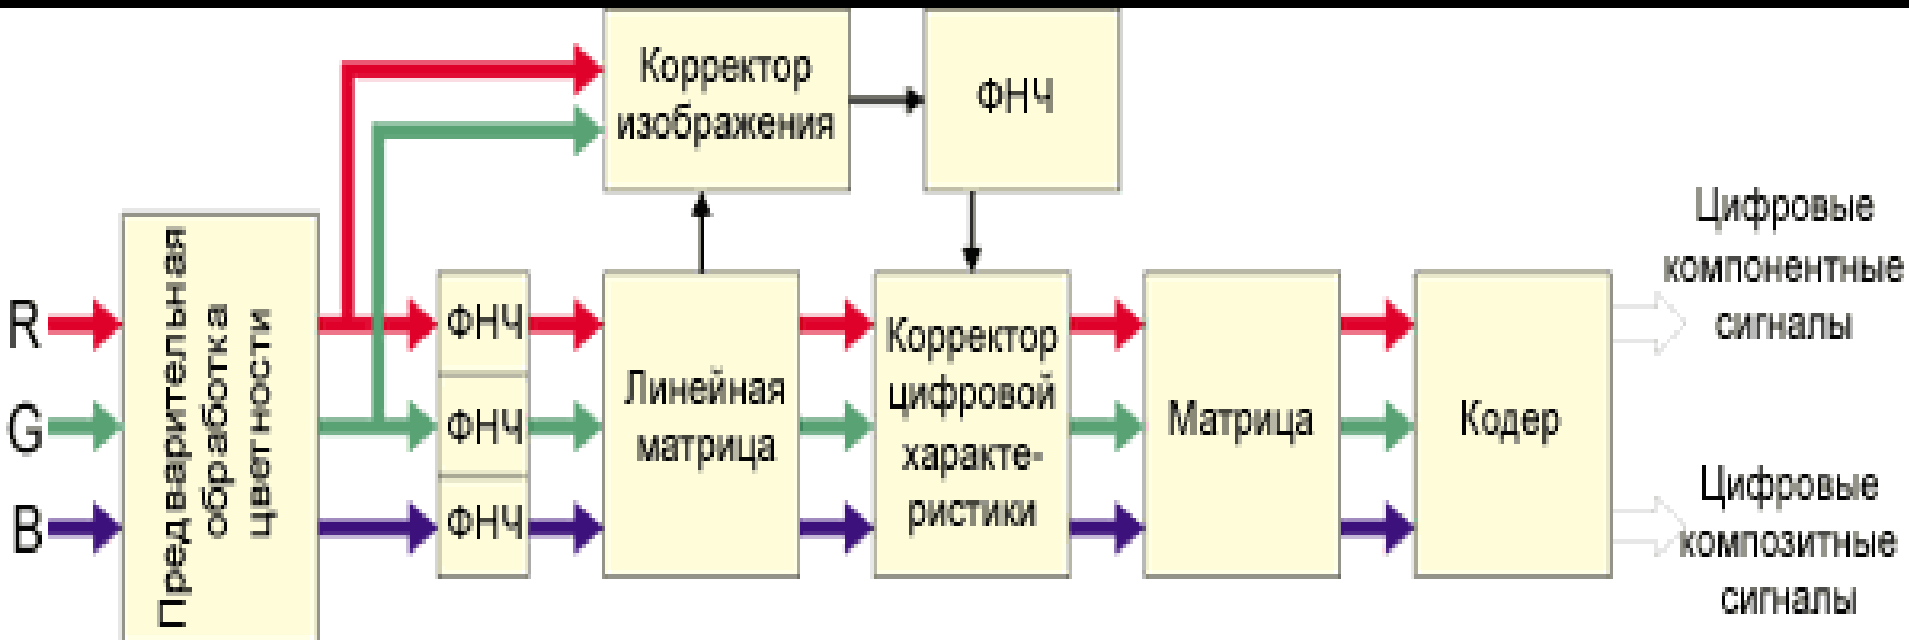 Корректор
изображения
ФНЧ
R
G
B
Предварительная
обработка
цветности
ФНЧ
ФНЧ
ФНЧ
Линейная
матрица
Корректор
цифровой
характе-
ристики
Матрица
Кодер
Цифровые
компонентные
сигналы
Цифровые
композитные
сигналы